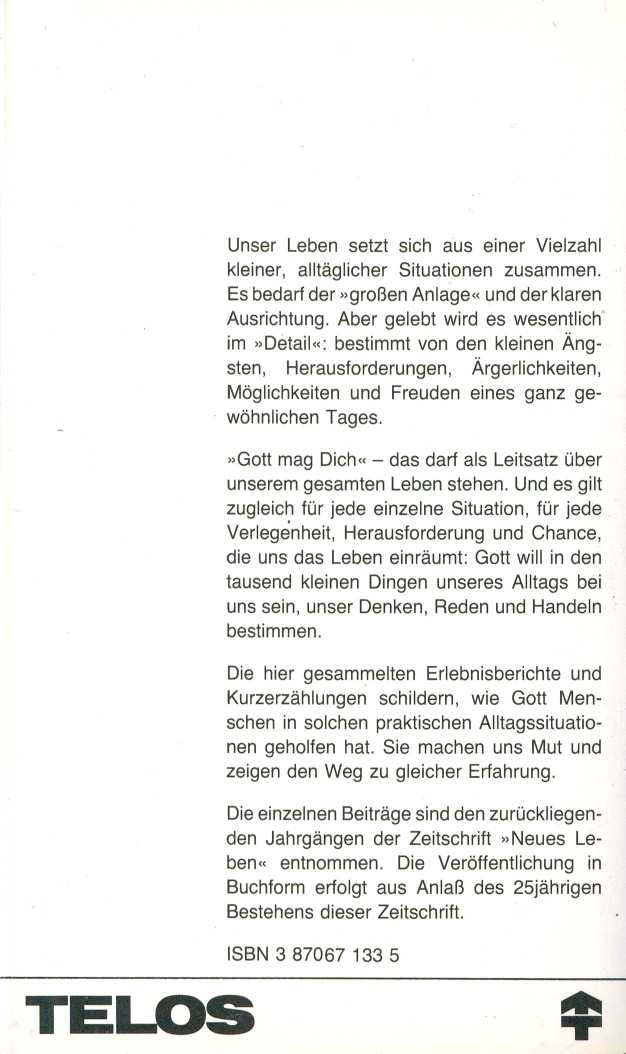 Unser Leben setzt sich aus einer Vielzahl
kleiner, alltäglicher Situationen zusammen.
Es bedarf der »großen Anlage« und der klaren
Ausrichtung. Aber gelebt wird es wesentlich
im »Detail«: bestimmt von den kleinen Äng-
sten, Herausforderungen, Ärgerlichkeiten,
Möglichkeiten und Freuden eines ganz ge-
wöhnlichen Tages.
»Gott mag Dich« – das darf als Leitsatz über
unserem gesamten Leben stehen. Und es gilt
zugleich für jede einzelne Situation, für jede
Verlegenheit, Herausforderung und Chance,
die uns das Leben einräumt: Gott will in den
tausend kleinen Dingen unseres Alltags bei
uns sein, unser Denken, Reden und Handeln
bestimmen.
Die hier gesammelten Erlebnisberichte und
Kurzerzählungen schildern, wie Gott Men-
schen in solchen praktischen Alltagssituatio-
nen geholfen hat. Sie machen uns Mut und
zeigen den Weg zu gleicher Erfahrung.
Die einzelnen Beiträge sind den zurückliegen-
den Jahrgängen der Zeitschrift »Neues Le-
ben« entnommen. Die Veröffentlichung in
Buchform erfolgt aus Anlaß des 25jährigen
Bestehens dieser Zeitschrift.
ISBN 3 87067 133 5
TELOS